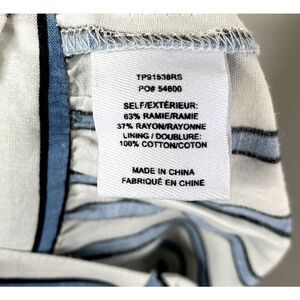 TP91538RS
PO# 54600
SELF/EXTÉRIEUR:
63% RAMIE/RAMIE
37% RAYON/RAYONNE
LINING / DOUBLURE:
100% COTTON/COTON
MADE IN CHINA
FABRIQUÉ EN CHINE